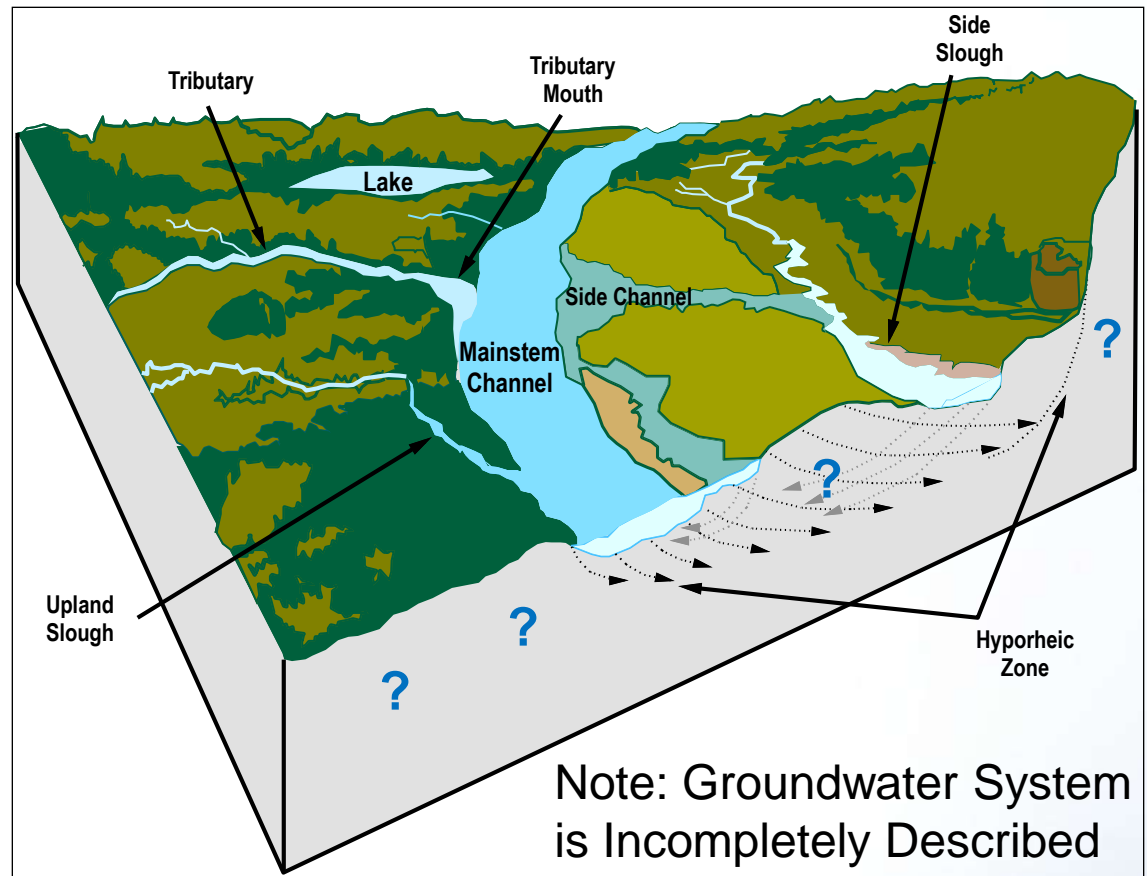 Side
Slough
Tributary
Tributary
Mouth
Lake
Side Channel
Mainstem
Channel
?
?
Upland
Slough
?
?
Hyporheic
Zone
Note: Groundwater System
is Incompletely Described